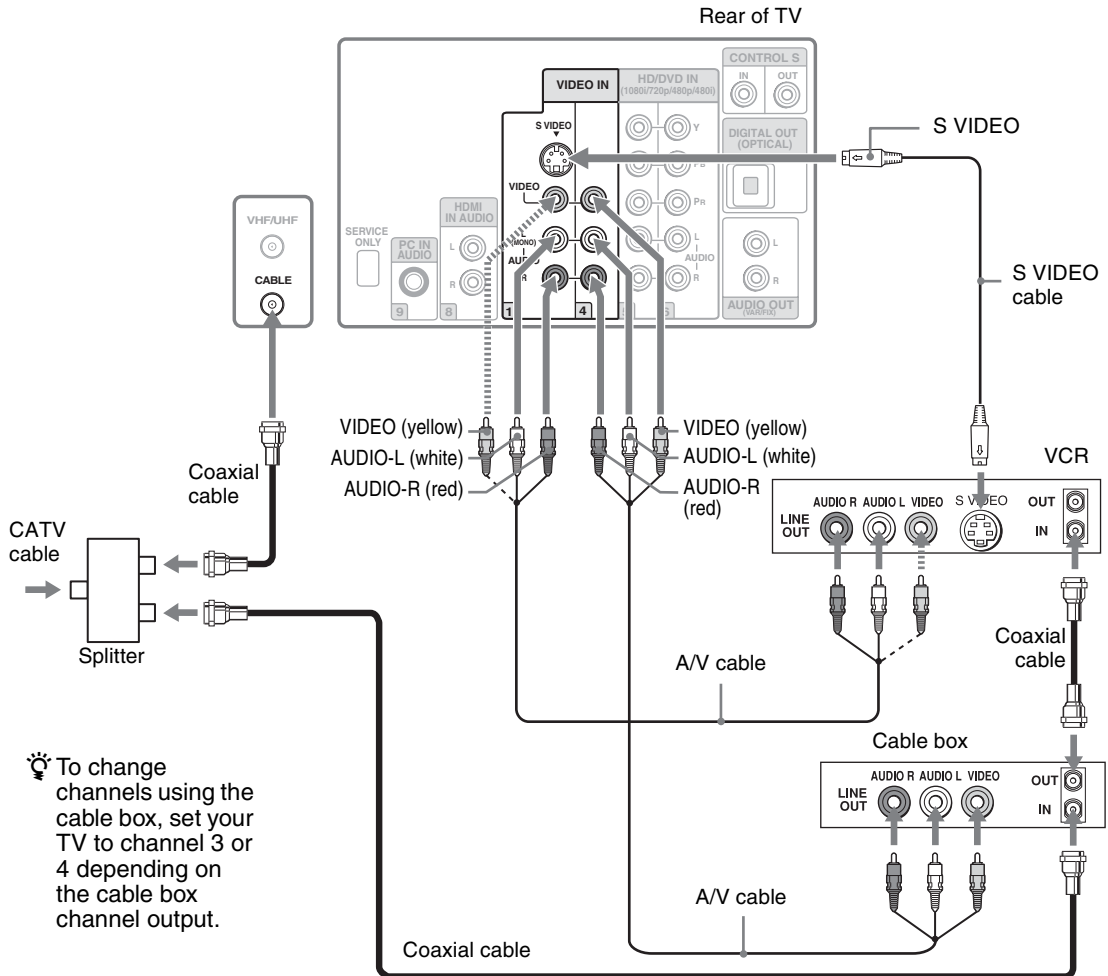 Rear of TV
CONTROL S
IN
OUT
VIDEO IN
HD/DVD IN
(1080i/720p/480p/480i)
S VIDEO
DIGITAL OUT
(OPTICAL)
Y
PB
PR
VIDEO
L
(MONO)
AUDIO
R
L
AUDIO
R
L
R
AUDIO OUT
(VAR/FIX)
SERVICE
ONLY
PC IN
AUDIO
HDMI
IN AUDIO
L
R
9
8
1
4
5
6
VHF/UHF
CABLE
S VIDEO
S VIDEO
cable
VIDEO (yellow)
AUDIO-L (white)
AUDIO-R (red)
VIDEO (yellow)
AUDIO-L (white)
AUDIO-R
(red)
Coaxial
cable
CATV
cable
Splitter
VCR
LINE
OUT
AUDIO R
AUDIO L
VIDEO
S VIDEO
OUT
IN
Coaxial
cable
A/V cable
Cable box
LINE
OUT
AUDIO R
AUDIO L
VIDEO
OUT
IN
To change
channels using the
cable box, set your
TV to channel 3 or
4 depending on
the cable box
channel output.
A/V cable
Coaxial cable